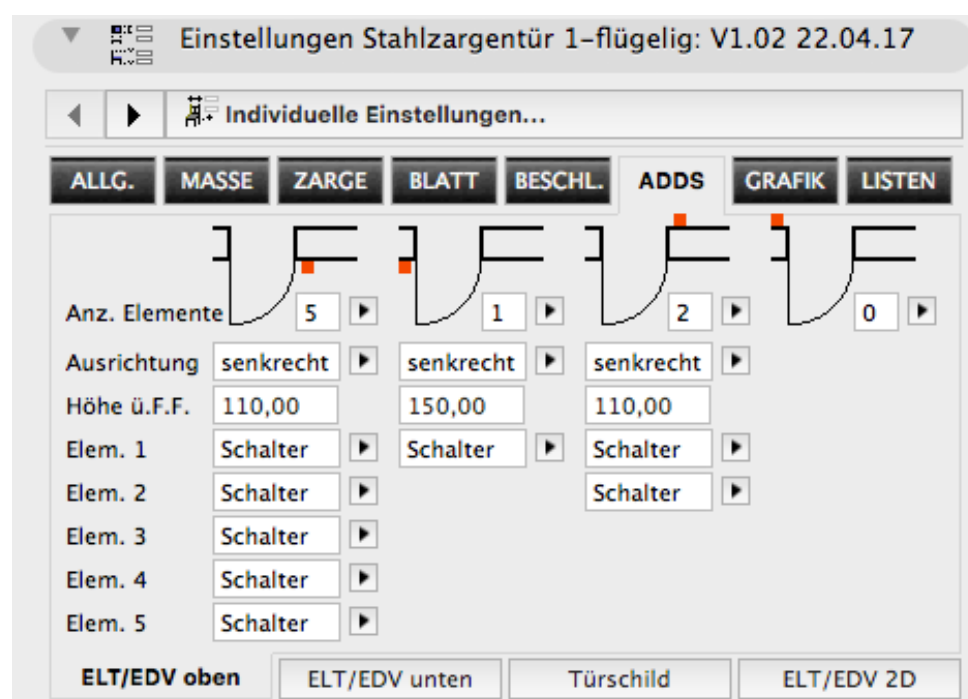 Einstellungen Stahlzargentür 1-flügelig: V1.02 22.04.17
Individuelle Einstellungen...
ALLG. MASSE ZARGE BLATT BESCHL. ADDS GRAFIK LISTEN
Anz. Elemente 5 1 2 0
Ausrichtung senkrecht senkrecht senkrecht
Höhe ü.F.F. 110,00 150,00 110,00
Elem. 1 Schalter Schalter Schalter
Elem. 2 Schalter Schalter
Elem. 3 Schalter
Elem. 4 Schalter
Elem. 5 Schalter
ELT/EDV oben ELT/EDV unten Türschild ELT/EDV 2D